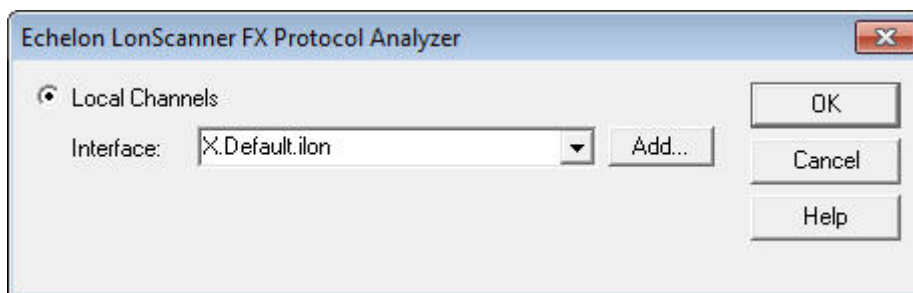 Echelon LonScanner FX Protocol Analyzer
Local Channels
OK
Interface: X.Default.ilon Add...
Cancel
Help